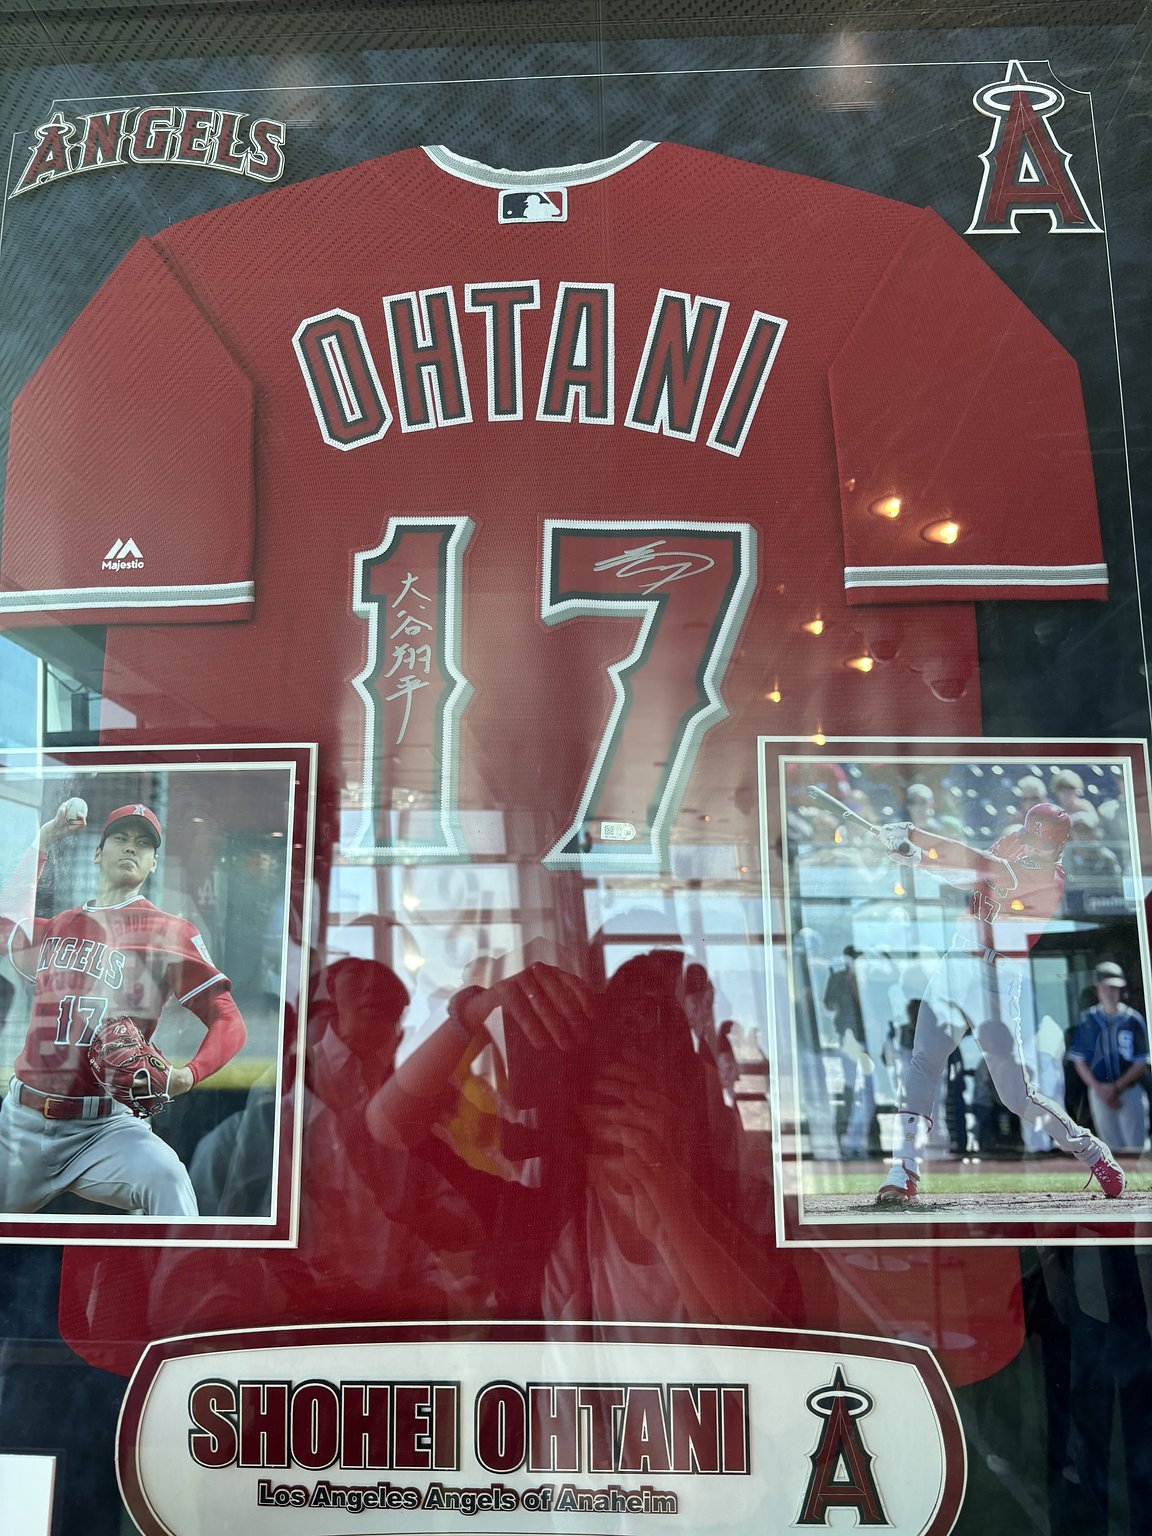 ANGELS
A
OHTANI
17
大谷翔平
Majestic
A
ANGELS
17
A
17
S
SHOHEI OHTANI
Los Angeles Angels of Anaheim
A